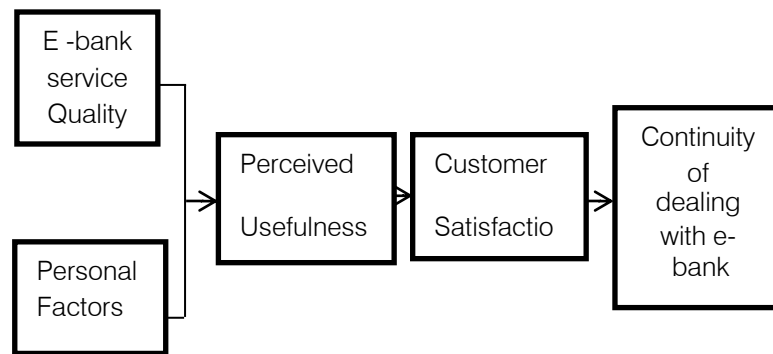 E -bank
service
Quality
Personal
Factors
Perceived
Usefulness
Customer
Satisfactio
Continuity
of
dealing
with e-
bank